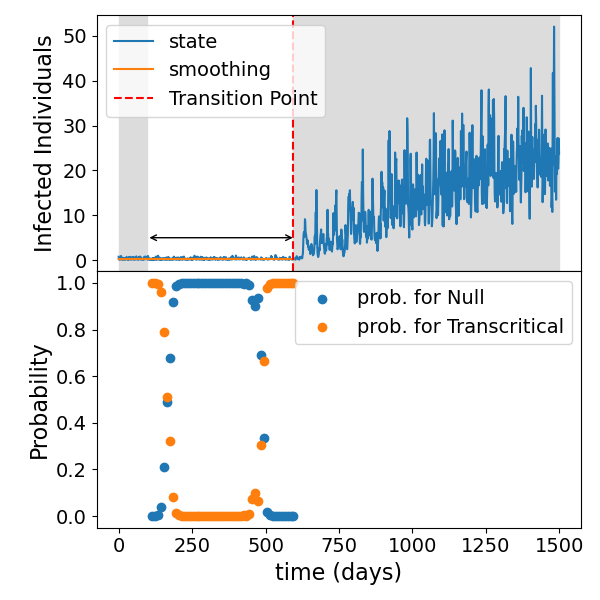 50
40
30
20
10
0
Infected Individuals
state
smoothing
Transition Point
1.0
0.8
0.6
0.4
0.2
0.0
Probability
prob. for Null
prob. for Transcritical
0 250 500 750 1000 1250 1500
time (days)